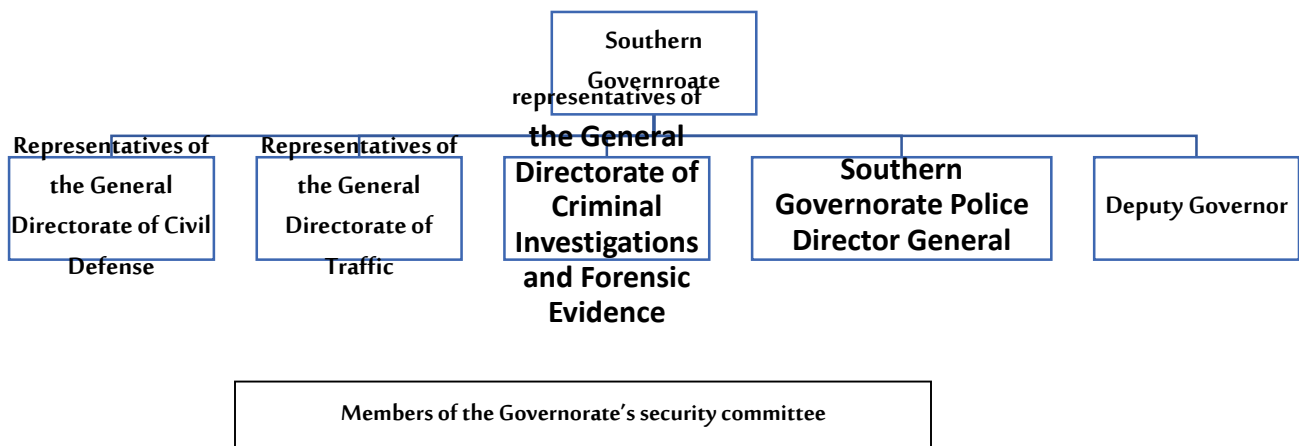 Southern
Governroate
Representatives of
the General
Directorate of Civil
Defense
Representatives of
the General
Directorate of
Traffic
representatives of
the General
Directorate of
Criminal
Investigations
and Forensic
Evidence
Southern
Governorate Police
Director General
Deputy Governor
Members of the Governorate's security committee